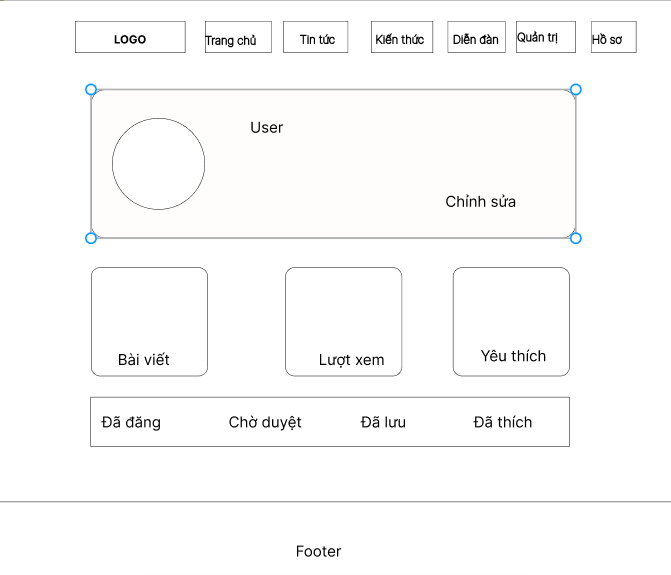 LOGO Trang chủ Tin tức Kiến thức Diễn đàn Quản trị Hồ sơ
User
Chỉnh sửa
Bài viết Lượt xem Yêu thích
Đã đăng Chờ duyệt Đã lưu Đã thích
Footer